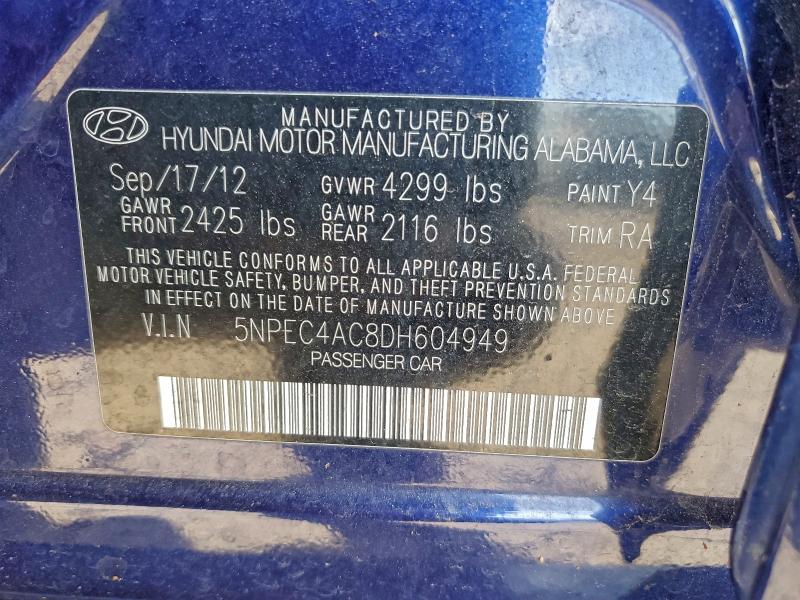 MANUFACTURED BY
HYUNDAI MOTOR MANUFACTURING ALABAMA, LLC
Sep/17/12 GVWR 4299 lbs PAINT Y4
GAWR FRONT 2425 lbs GAWR REAR 2116 lbs TRIM RA
THIS VEHICLE CONFORMS TO ALL APPLICABLE U.S.A. FEDERAL
MOTOR VEHICLE SAFETY, BUMPER, AND THEFT PREVENTION STANDARDS
IN EFFECT ON THE DATE OF MANUFACTURE SHOWN ABOVE
V.I.N 5NPEC4AC8DH604949
PASSENGER CAR